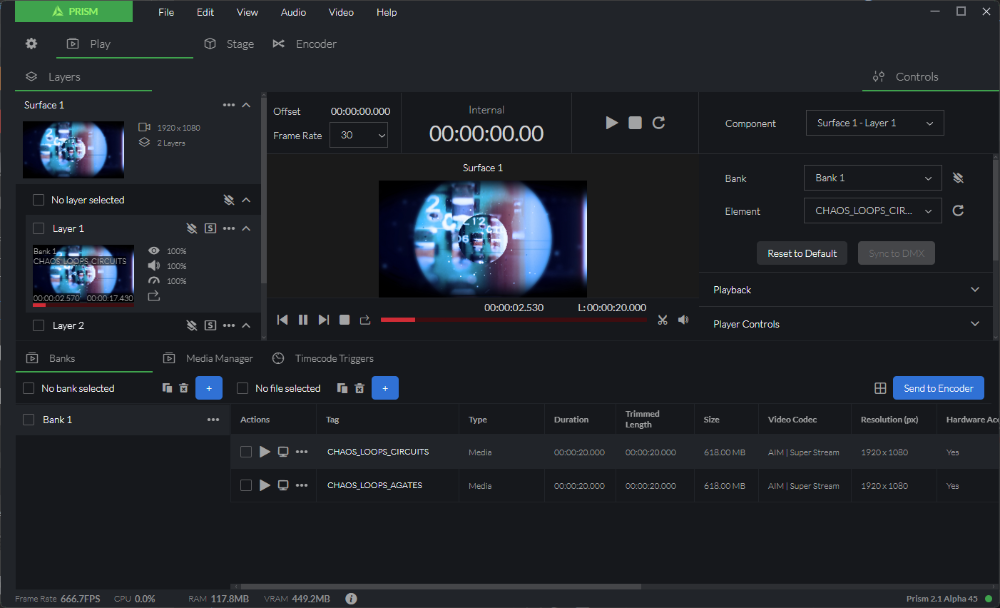 PRISM
File Edit View Audio Video Help
Play Stage Encoder
Layers
Controls
Surface 1
1920 x 1080
2 Layers
No layer selected
Layer 1
S
Bank 1
CHAOS_LOOPS_CIRCUITS
00:00:02.570 00:00:17.430
100%
100%
100%
Layer 2
S
Offset 00:00:00.000
Frame Rate 30
Internal
00:00:00.00
Surface 1
00:00:02.530 L:00:00:20.000
Component Surface 1 - Layer 1
Bank Bank 1
Element CHAOS_LOOPS_CIR...
Reset to Default Sync to DMX
Playback
Player Controls
Banks Media Manager Timecode Triggers
No bank selected +
No file selected +
Send to Encoder
Bank 1
Actions Tag Type Duration Trimmed Length Size Video Codec Resolution (px) Hardware Acc
CHAOS_LOOPS_CIRCUITS Media 00:00:20.000 00:00:20.000 618.00 MB AIM | Super Stream 1920 x 1080 Yes
CHAOS_LOOPS_AGATES Media 00:00:20.000 00:00:20.000 618.00 MB AIM | Super Stream 1920 x 1080 Yes
Frame Rate 666.7FPS CPU 0.0% RAM 117.8MB VRAM 449.2MB
Prism 2.1 Alpha 45